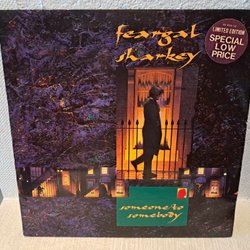 feargal
sharkey
LIMITED EDITION
SPECIAL
LOW
PRICE
someone to
somebody